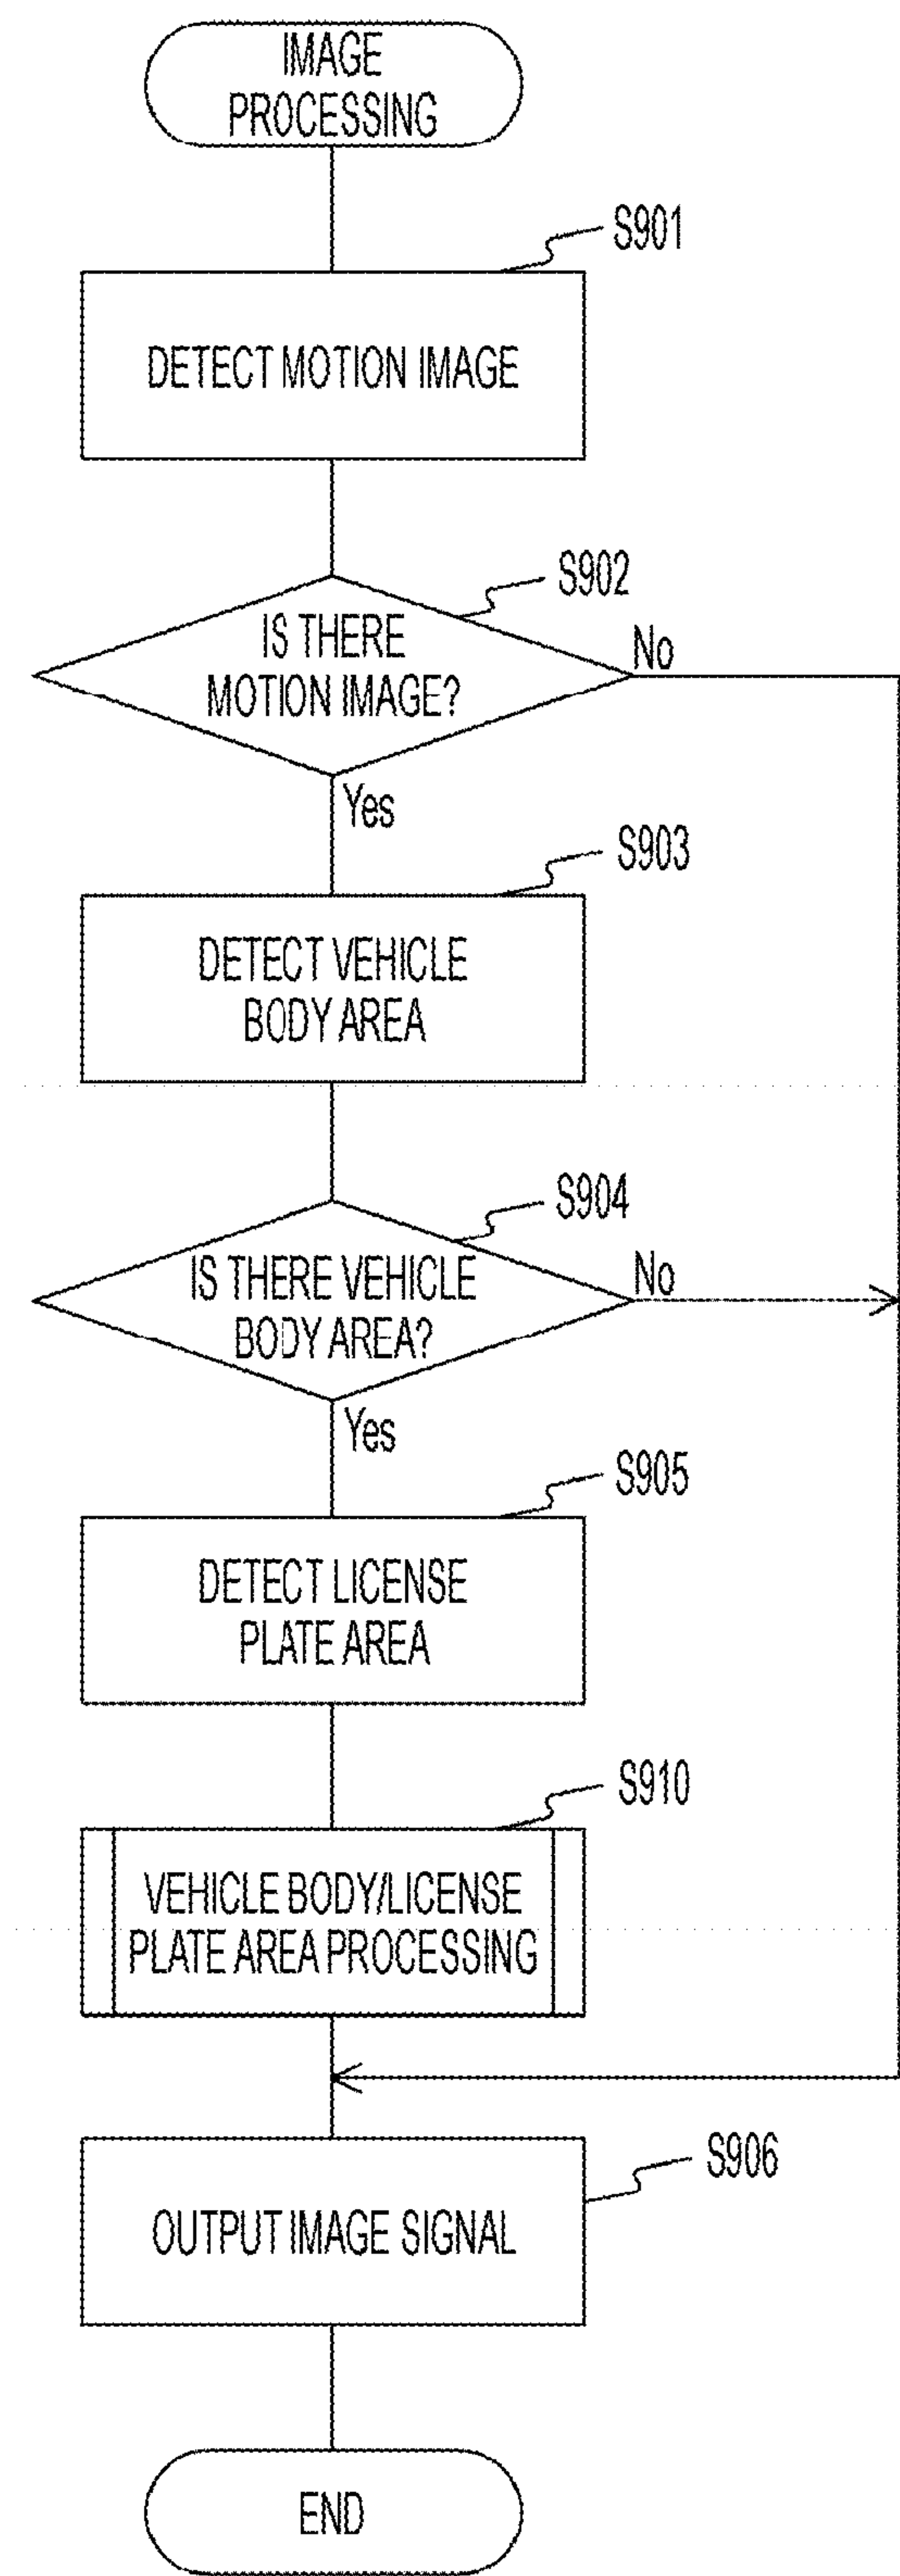 IMAGE
PROCESSING
S901
DETECT MOTION IMAGE
S902
IS THERE
MOTION IMAGE?
No
Yes
S903
DETECT VEHICLE
BODY AREA
S904
IS THERE VEHICLE
BODY AREA?
No
Yes
S905
DETECT LICENSE
PLATE AREA
S910
VEHICLE BODY/LICENSE
PLATE AREA PROCESSING
S906
OUTPUT IMAGE SIGNAL
END